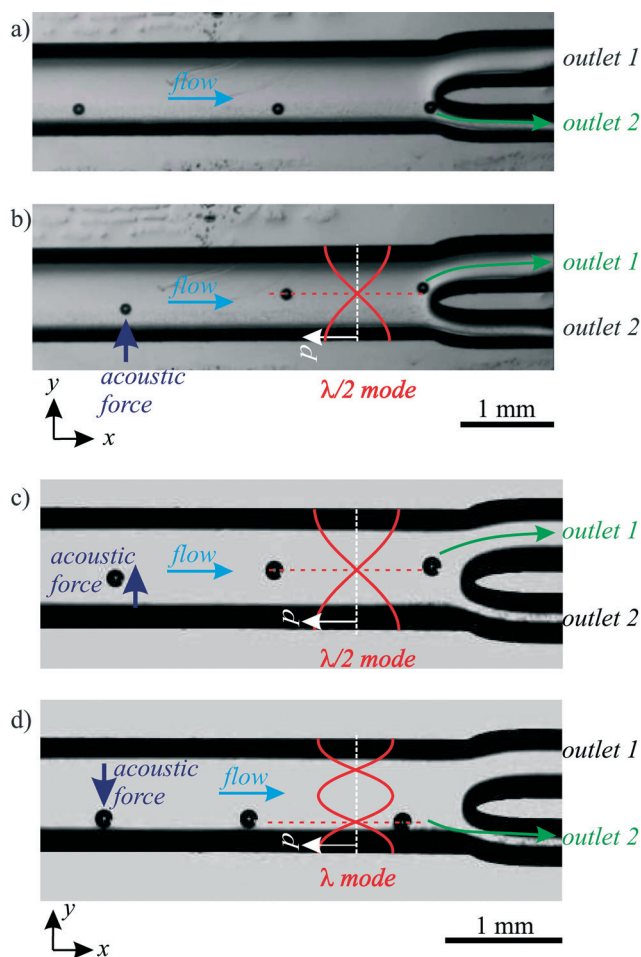 a)
outlet 1
flow
outlet 2
b)
outlet 1
flow
outlet 2
p
acoustic
force
λ/2 mode
1 mm
y
x
c)
outlet 1
acoustic
force
flow
outlet 2
p
λ/2 mode
d)
outlet 1
acoustic
force
flow
outlet 2
p
λ mode
1 mm
y
x